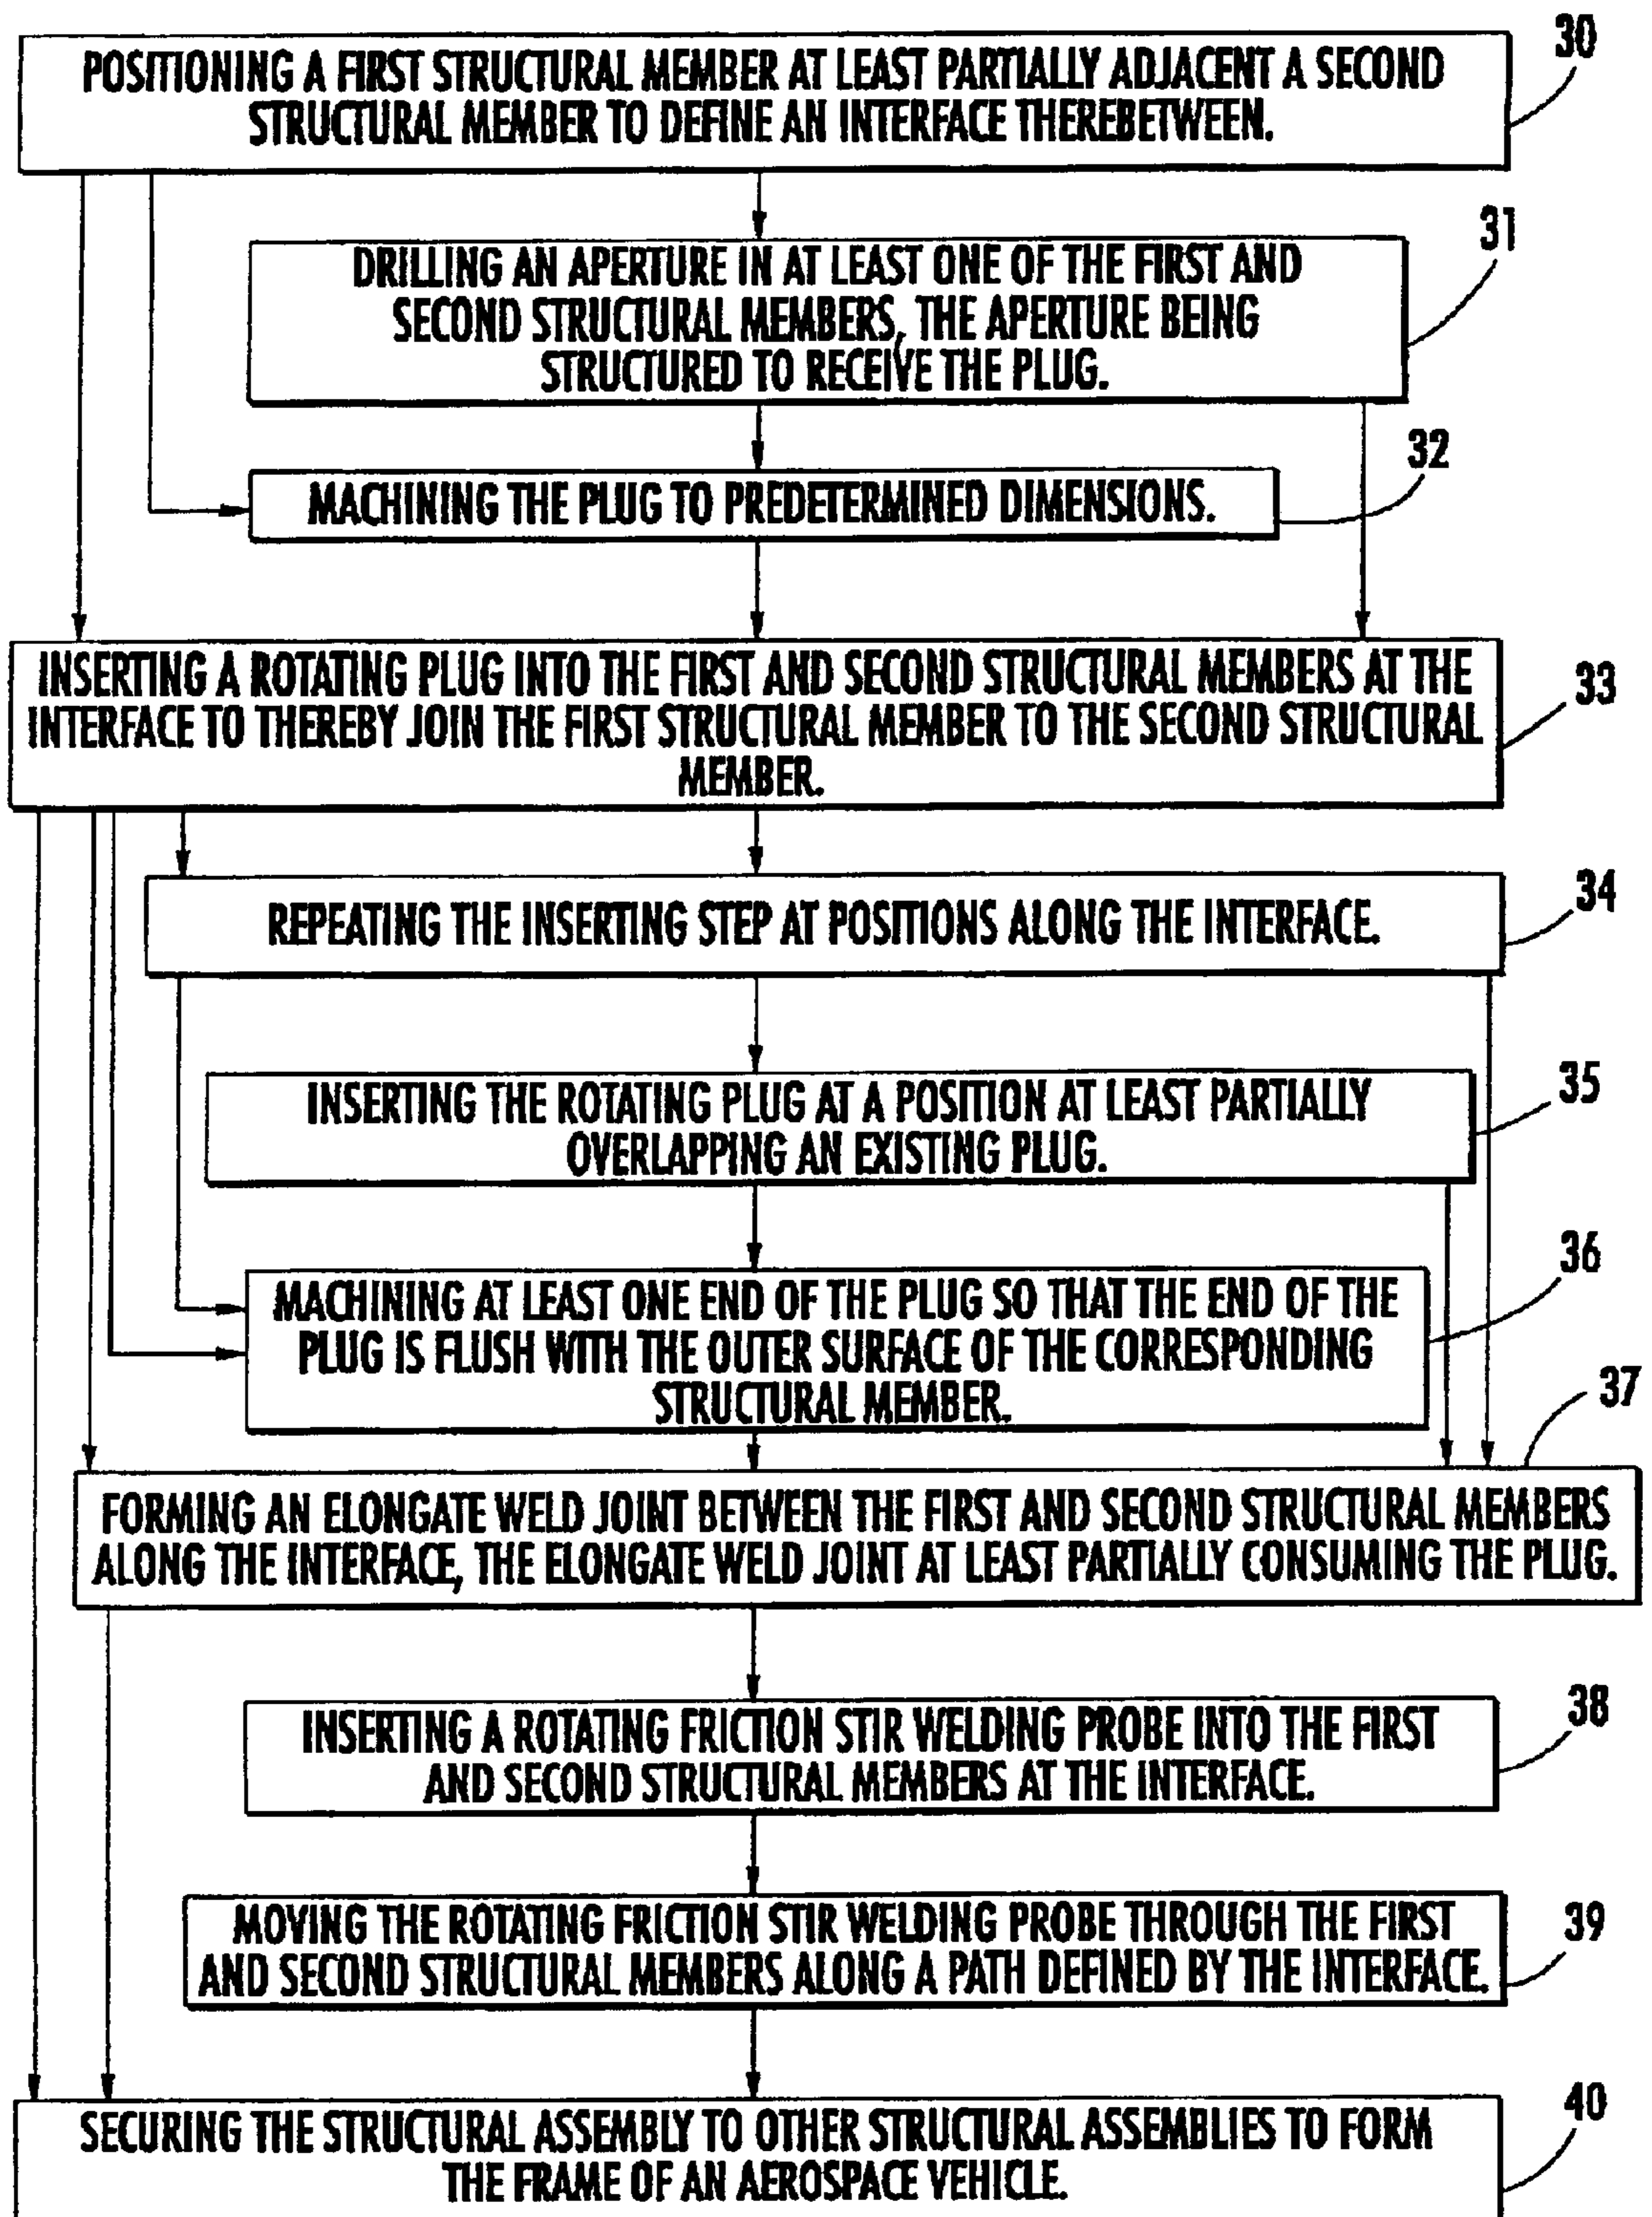 30
POSITIONING A FIRST STRUCTURAL MEMBER AT LEAST PARTIALLY ADJACENT A SECOND
STRUCTURAL MEMBER TO DEFINE AN INTERFACE THEREBETWEEN.
31
DRILLING AN APERTURE IN AT LEAST ONE OF THE FIRST AND
SECOND STRUCTURAL MEMBERS, THE APERTURE BEING
STRUCTURED TO RECEIVE THE PLUG.
32
MACHINING THE PLUG TO PREDETERMINED DIMENSIONS.
33
INSERTING A ROTATING PLUG INTO THE FIRST AND SECOND STRUCTURAL MEMBERS AT THE
INTERFACE TO THEREBY JOIN THE FIRST STRUCTURAL MEMBER TO THE SECOND STRUCTURAL
MEMBER.
34
REPEATING THE INSERTING STEP AT POSITIONS ALONG THE INTERFACE.
35
INSERTING THE ROTATING PLUG AT A POSITION AT LEAST PARTIALLY
OVERLAPPING AN EXISTING PLUG.
36
MACHINING AT LEAST ONE END OF THE PLUG SO THAT THE END OF THE
PLUG IS FLUSH WITH THE OUTER SURFACE OF THE CORRESPONDING
STRUCTURAL MEMBER.
37
FORMING AN ELONGATE WELD JOINT BETWEEN THE FIRST AND SECOND STRUCTURAL MEMBERS
ALONG THE INTERFACE, THE ELONGATE WELD JOINT AT LEAST PARTIALLY CONSUMING THE PLUG.
38
INSERTING A ROTATING FRICTION STIR WELDING PROBE INTO THE FIRST
AND SECOND STRUCTURAL MEMBERS AT THE INTERFACE.
39
MOVING THE ROTATING FRICTION STIR WELDING PROBE THROUGH THE FIRST
AND SECOND STRUCTURAL MEMBERS ALONG A PATH DEFINED BY THE INTERFACE.
40
SECURING THE STRUCTURAL ASSEMBLY TO OTHER STRUCTURAL ASSEMBLIES TO FORM
THE FRAME OF AN AEROSPACE VEHICLE.